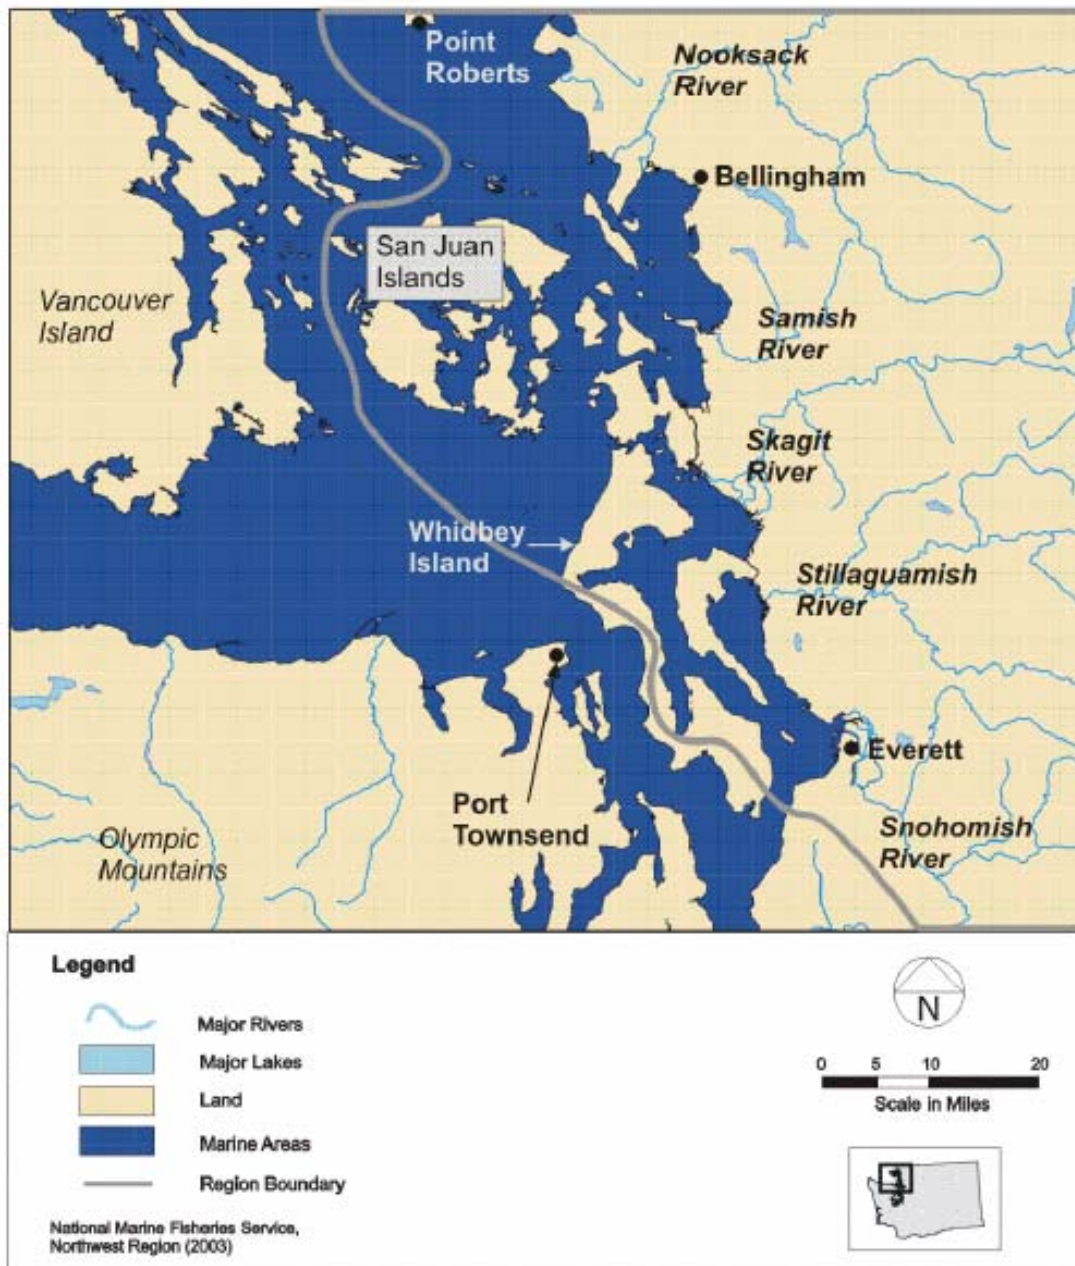 Point
Roberts
Nooksack
River
Bellingham
San Juan
Islands
Vancouver
Island
Samish
River
Skagit
River
Whidbey
Island
Stillaguamish
River
Everett
Port
Townsend
Snohomish
River
Olympic
Mountains
Legend
Major Rivers
Major Lakes
Land
Marine Areas
Region Boundary
National Marine Fisheries Service,
Northwest Region (2003)
N
0 5 10 20
Scale in Miles